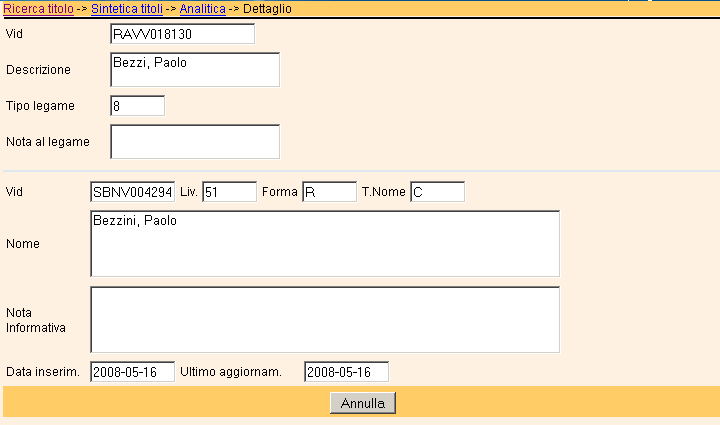 Ricerca titolo -> Sintetica titoli -> Analitica -> Dettaglio
Vid RAVV018130
Descrizione Bezzi, Paolo
Tipo legame 8
Nota al legame
Vid SBNV004294 Liv. 51 Forma R T.Nome C
Nome Bezzini, Paolo
Nota
Informativa
Data inserim. 2008-05-16 Ultimo aggiornam. 2008-05-16
Annulla